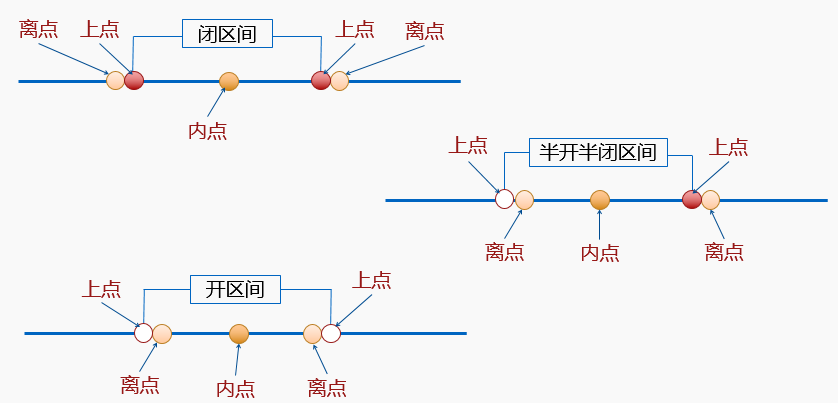 离点 上点 闭区间 上点 离点
内点
上点 半开半闭区间 上点
离点 内点 离点
上点 开区间 上点
离点 内点 离点